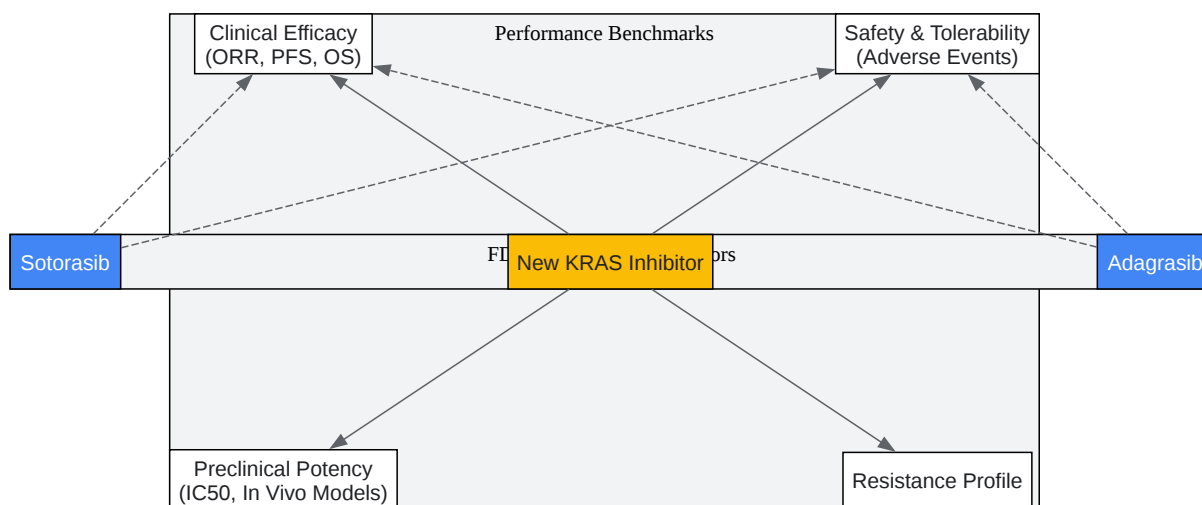 Clinical Efficacy
(ORR, PFS, OS)
Performance Benchmarks
Safety & Tolerability
(Adverse Events)
Sotorasib
New KRAS Inhibitor
Adagrasib
Preclinical Potency
(IC50, In Vivo Models)
Resistance Profile